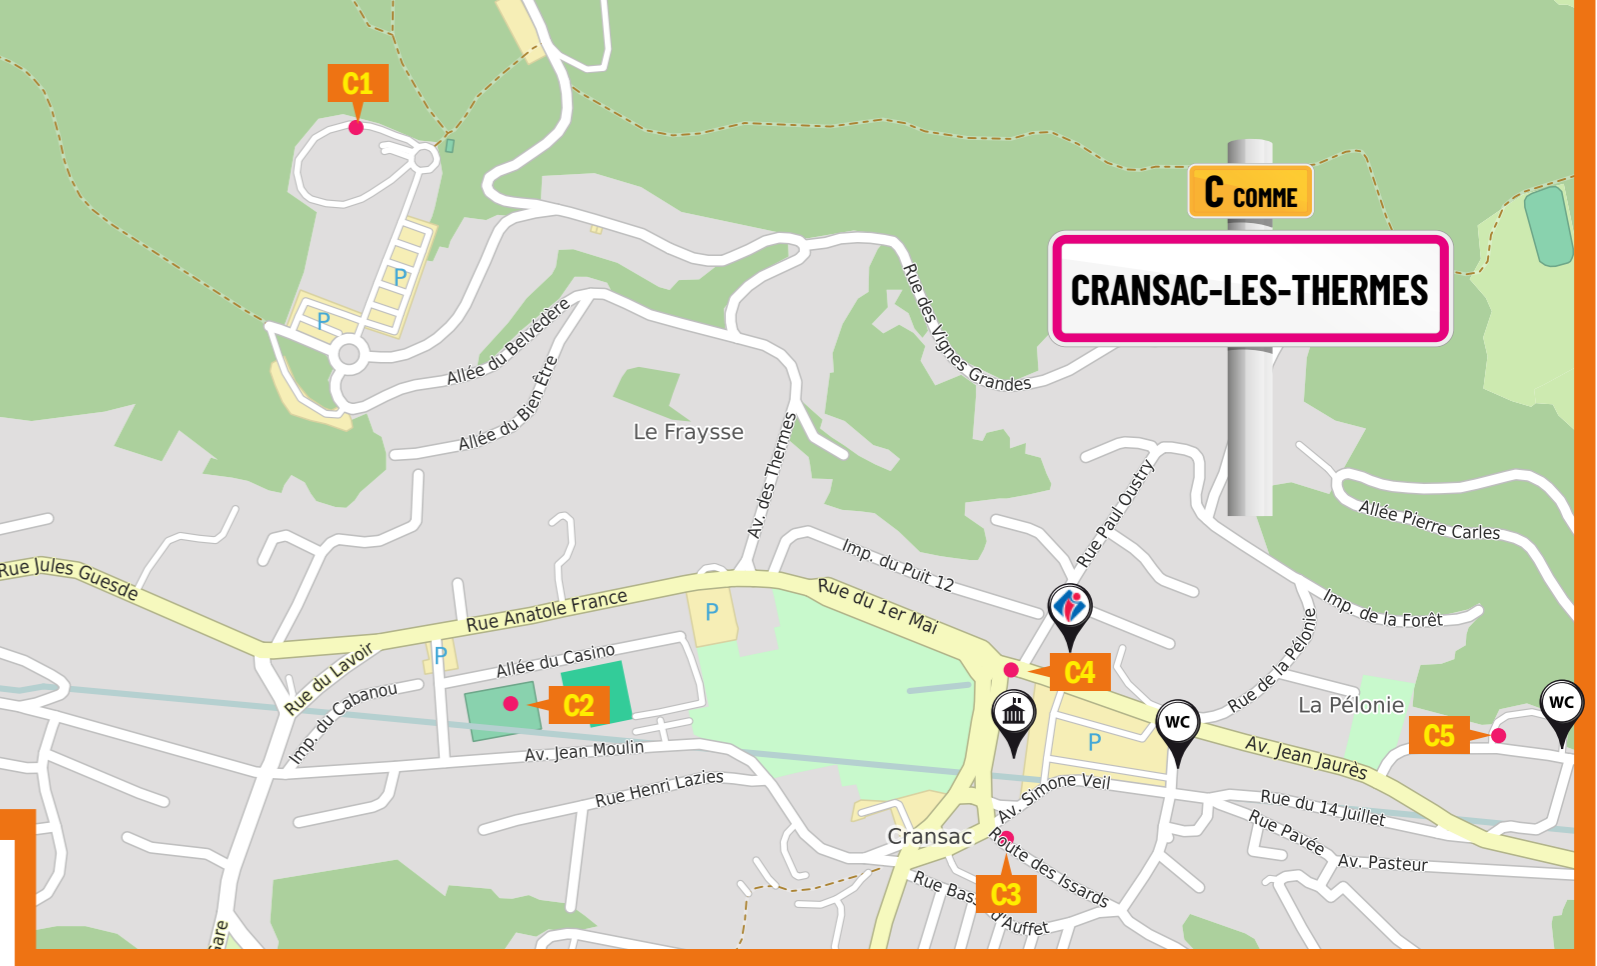 C1
C COMME
CRANSAC-LES-THERMES
P
P
Rue des Vignes Grandes
Allée du Belvédère
Allée du Bien Être
Le Fraysse
Av. des Thermes
Rue Paul Oustry
Allée Pierre Carles
Imp. du Puit 12
Rue Jules Guesde
Rue Anatole France
Rue du 1er Mai
Imp. de la Forêt
P
P
Rue du Lavoir
Allée du Casino
Rue de la Pélonie
Imp. du Cabanou
C2
C4
La Pélonie
WC
WC
C5
P
Av. Jean Moulin
Av. Jean Jaurès
Rue Henri Lazies
Av. Simone Veil
Rue du 14 Juillet
Cransac
Route des Issards
Rue Pavée
Av. Pasteur
C3
d'Auffet